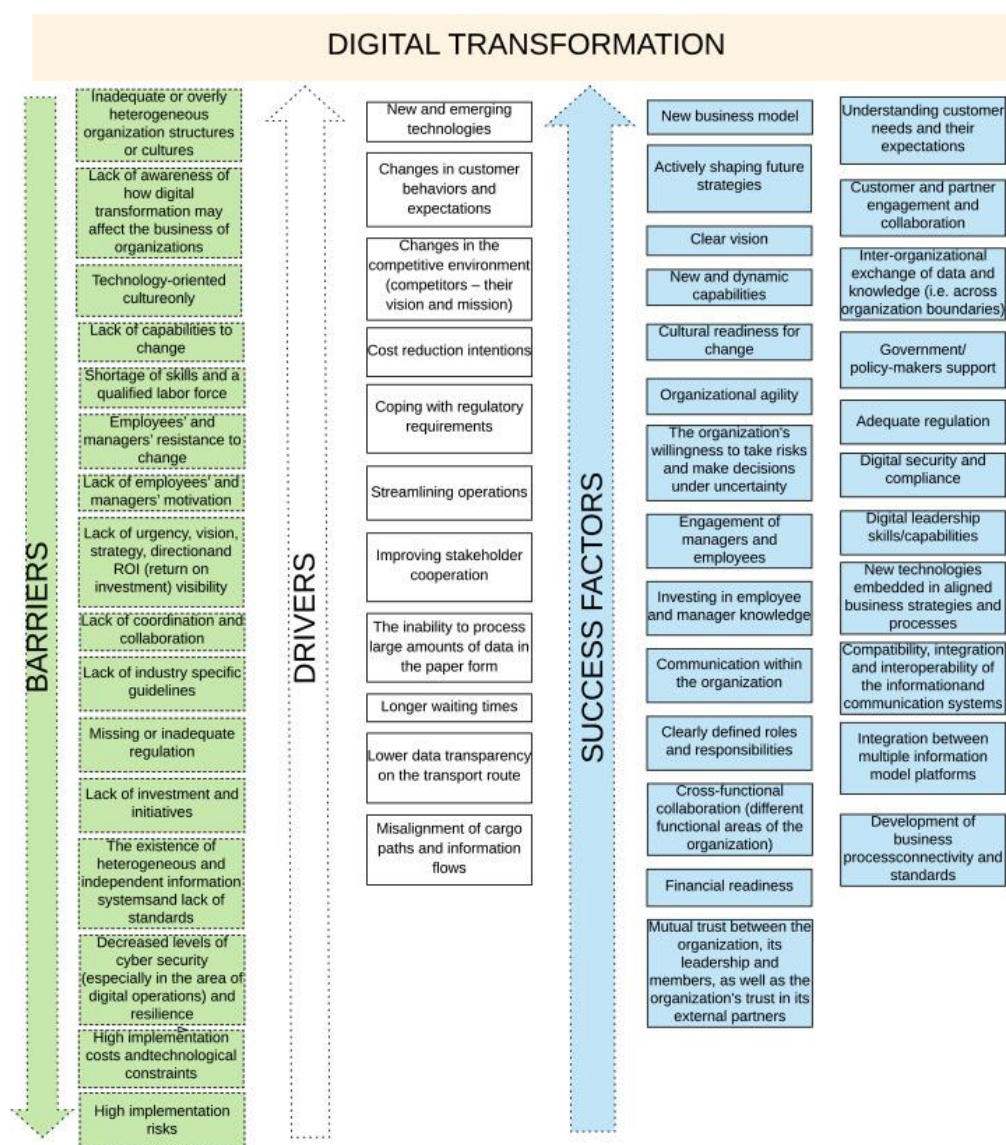 DIGITAL TRANSFORMATION
BARRIERS
Inadequate or overly
heterogeneous
organization structures
or cultures
Lack of awareness of
how digital
transformation may
affect the business of
organizations
Technology-oriented
cultureonly
Lack of capabilities to
change
Shortage of skills and a
qualified labor force
Employees' and
managers' resistance to
change
Lack of employees' and
managers' motivation
Lack of urgency, vision,
strategy, directionand
ROI (return on
investment) visibility
Lack of coordination and
collaboration
Lack of industry specific
guidelines
Missing or inadequate
regulation
Lack of investment and
initiatives
The existence of
heterogeneous and
independent information
systemsand lack of
standards
Decreased levels of
cyber security
(especially in the area of
digital operations) and
resilience
High implementation
costs andtechnological
constraints
High implementation
risks
DRIVERS
New and emerging
technologies
Changes in customer
behaviors and
expectations
Changes in the
competitive environment
(competitors – their
vision and mission)
Cost reduction intentions
Coping with regulatory
requirements
Streamlining operations
Improving stakeholder
cooperation
The inability to process
large amounts of data in
the paper form
Longer waiting times
Lower data transparency
on the transport route
Misalignment of cargo
paths and information
flows
SUCCESS FACTORS
New business model
Actively shaping future
strategies
Clear vision
New and dynamic
capabilities
Cultural readiness for
change
Organizational agility
The organization's
willingness to take risks
and make decisions
under uncertainty
Engagement of
managers and
employees
Investing in employee
and manager knowledge
Communication within
the organization
Clearly defined roles
and responsibilities
Cross-functional
collaboration (different
functional areas of the
organization)
Financial readiness
Mutual trust between the
organization, its
leadership and
members, as well as the
organization's trust in its
external partners
Understanding customer
needs and their
expectations
Customer and partner
engagement and
collaboration
Inter-organizational
exchange of data and
knowledge (i.e. across
organization boundaries)
Government/
policy-makers support
Adequate regulation
Digital security and
compliance
Digital leadership
skills/capabilities
New technologies
embedded in aligned
business strategies and
processes
Compatibility, integration
and interoperability of
the informationand
communication systems
Integration between
multiple information
model platforms
Development of
business
processconnectivity and
standards